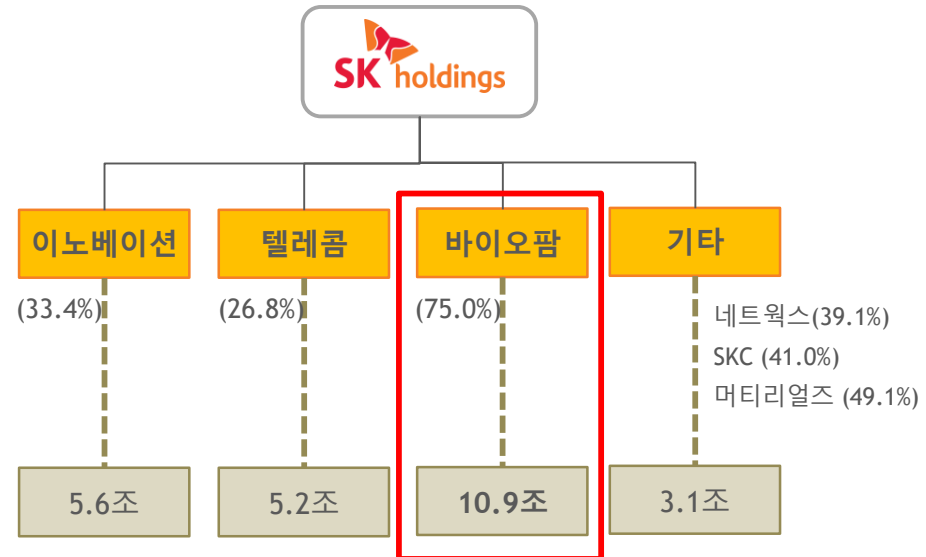 SK holdings
이노베이션
텔레콤
바이오팜
기타
(33.4%)
(26.8%)
(75.0%)
네트웍스(39.1%)
SKC (41.0%)
머티리얼즈 (49.1%)
5.6조
5.2조
10.9조
3.1조